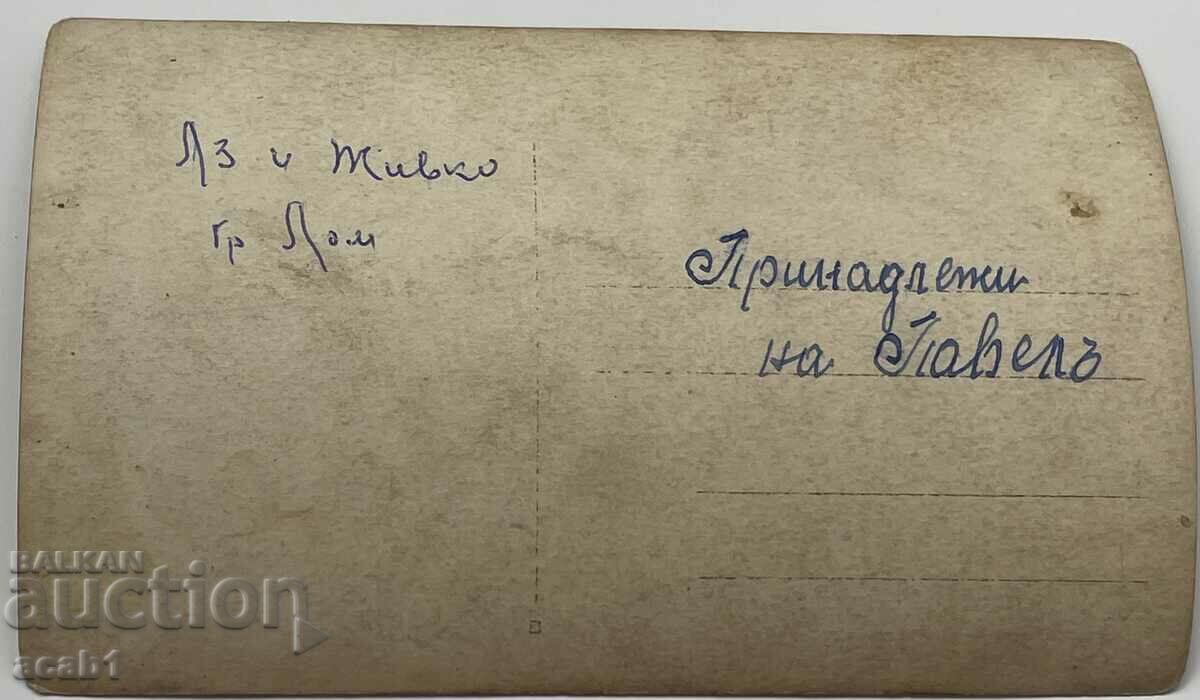 Аз и Живко
гр Лом
Принадлежи
на Павелъ
BALKAN
auction
acab1